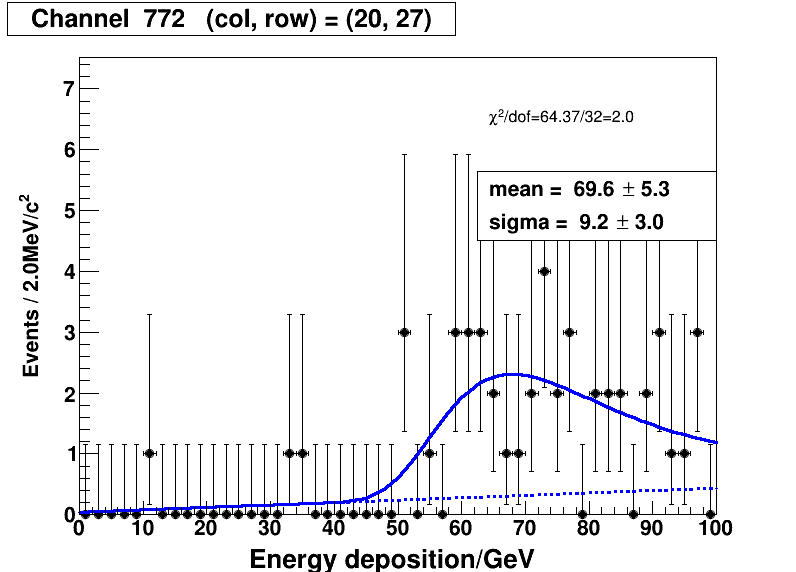 Channel 772 (col, row) = (20, 27)
χ²/dof=64.37/32=2.0
mean = 69.6 ± 5.3
sigma = 9.2 ± 3.0
Events / 2.0MeV/c²
7
6
5
4
3
2
1
0
0 10 20 30 40 50 60 70 80 90 100
Energy deposition/GeV